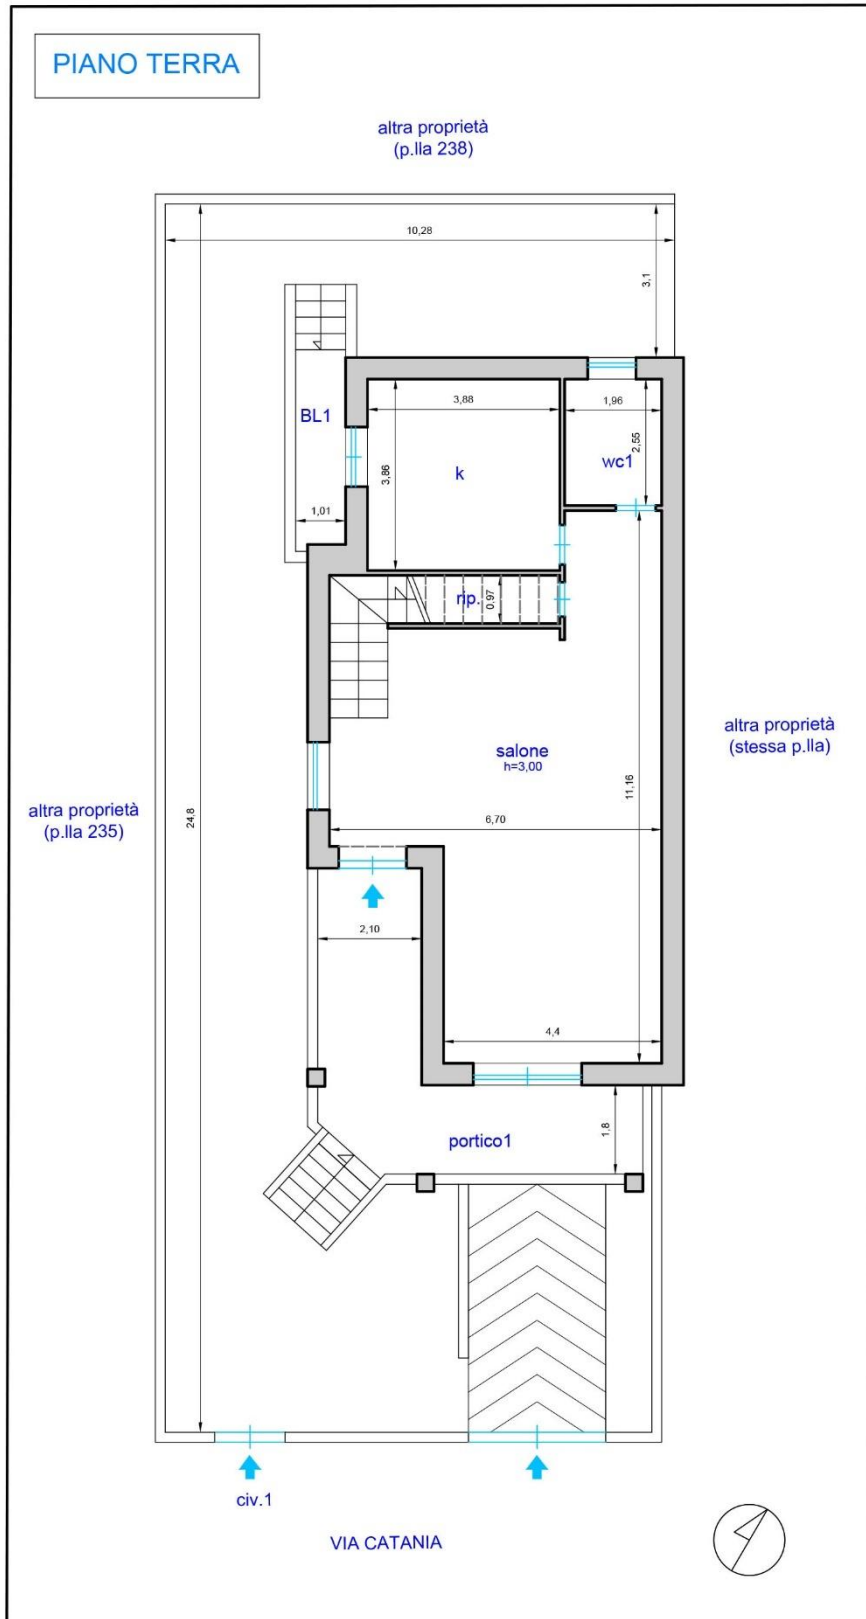 PIANO TERRA
altra proprietà
(p.lla 238)
10,28
3,1
BL1
3,88
1,96
3,86
k
2,55
wc1
1,01
rip.
0,97
salone
h=3,00
altra proprietà
(stessa p.lla)
11,16
altra proprietà
(p.lla 235)
24,8
6,70
2,10
4,4
portico1
1,8
civ.1
VIA CATANIA